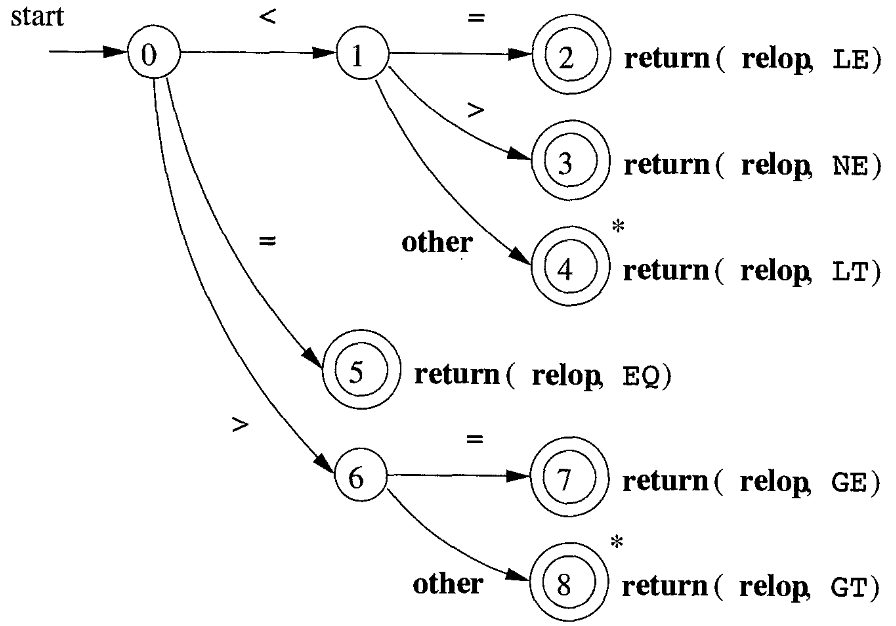 start
0 < 1 = 2 return( relop, LE)
> 3 return( relop, NE)
other 4 * return( relop, LT)
= 5 return( relop, EQ)
> 6 = 7 return( relop, GE)
other 8 * return( relop, GT)